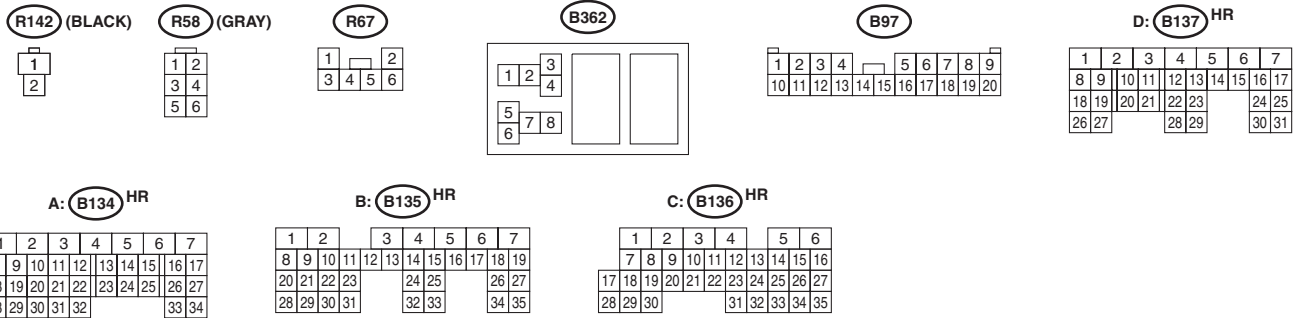 R142 (BLACK)
R58 (GRAY)
R67
B362
B97
D: B137 HR
1
2
1 2
3 4
5 6
1 2
3 4 5 6
1 2 3
4
5
6 7 8
1 2 3 4 5 6 7 8 9
10 11 12 13 14 15 16 17 18 19 20
1 2 3 4 5 6 7
8 9 10 11 12 13 14 15 16 17
18 19 20 21 22 23 24 25
26 27 28 29 30 31
A: B134 HR
B: B135 HR
C: B136 HR
2 3 4 5 6 7
9 10 11 12 13 14 15 16 17
19 20 21 22 23 24 25 26 27
29 30 31 32 33 34
1 2 3 4 5 6 7
8 9 10 11 12 13 14 15 16 17 18 19
20 21 22 23 24 25 26 27
28 29 30 31 32 33 34 35
1 2 3 4 5 6
7 8 9 10 11 12 13 14 15 16
17 18 19 20 21 22 23 24 25 26 27
28 29 30 31 32 33 34 35